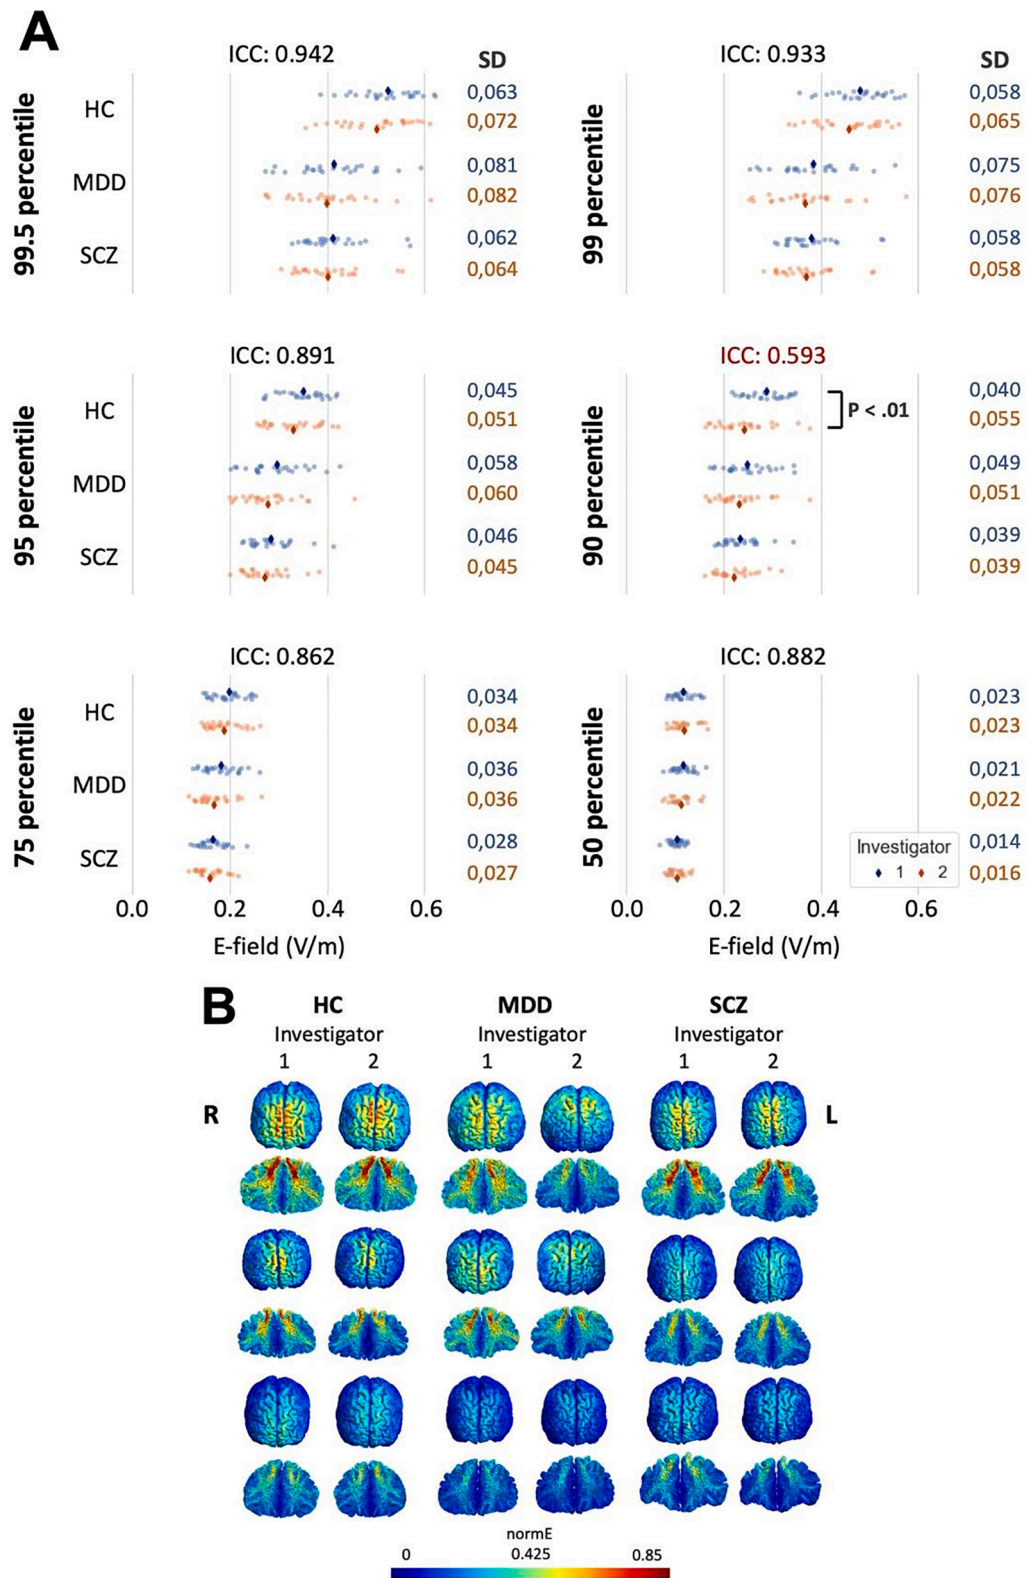 A
ICC: 0.942
SD
99.5 percentile
HC
0,063
0,072
MDD
0,081
0,082
SCZ
0,062
0,064
ICC: 0.933
SD
99 percentile
0,058
0,065
0,075
0,076
0,058
0,058
ICC: 0.891
95 percentile
HC
0,045
0,051
MDD
0,058
0,060
SCZ
0,046
0,045
ICC: 0.593
90 percentile
P < .01
0,040
0,055
0,049
0,051
0,039
0,039
ICC: 0.862
75 percentile
HC
0,034
0,034
MDD
0,036
0,036
SCZ
0,028
0,027
0.0 0.2 0.4 0.6
E-field (V/m)
ICC: 0.882
50 percentile
0,023
0,023
0,021
0,022
0,014
0,016
Investigator
1 2
0.0 0.2 0.4 0.6
E-field (V/m)
B
HC MDD SCZ
Investigator Investigator Investigator
1 2 1 2 1 2
R L
normE
0 0.425 0.85